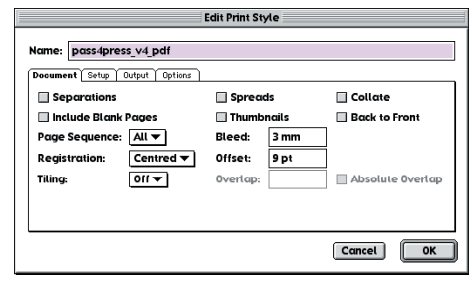 Edit Print Style
Name: pass4press_v4_pdf
Document Setup Output Options
Separations Spreads Collate
Include Blank Pages Thumbnails Back to Front
Page Sequence: All Bleed: 3 mm
Registration: Centred Offset: 9 pt
Tiling: Off Overlap: Absolute Overlap
Cancel OK